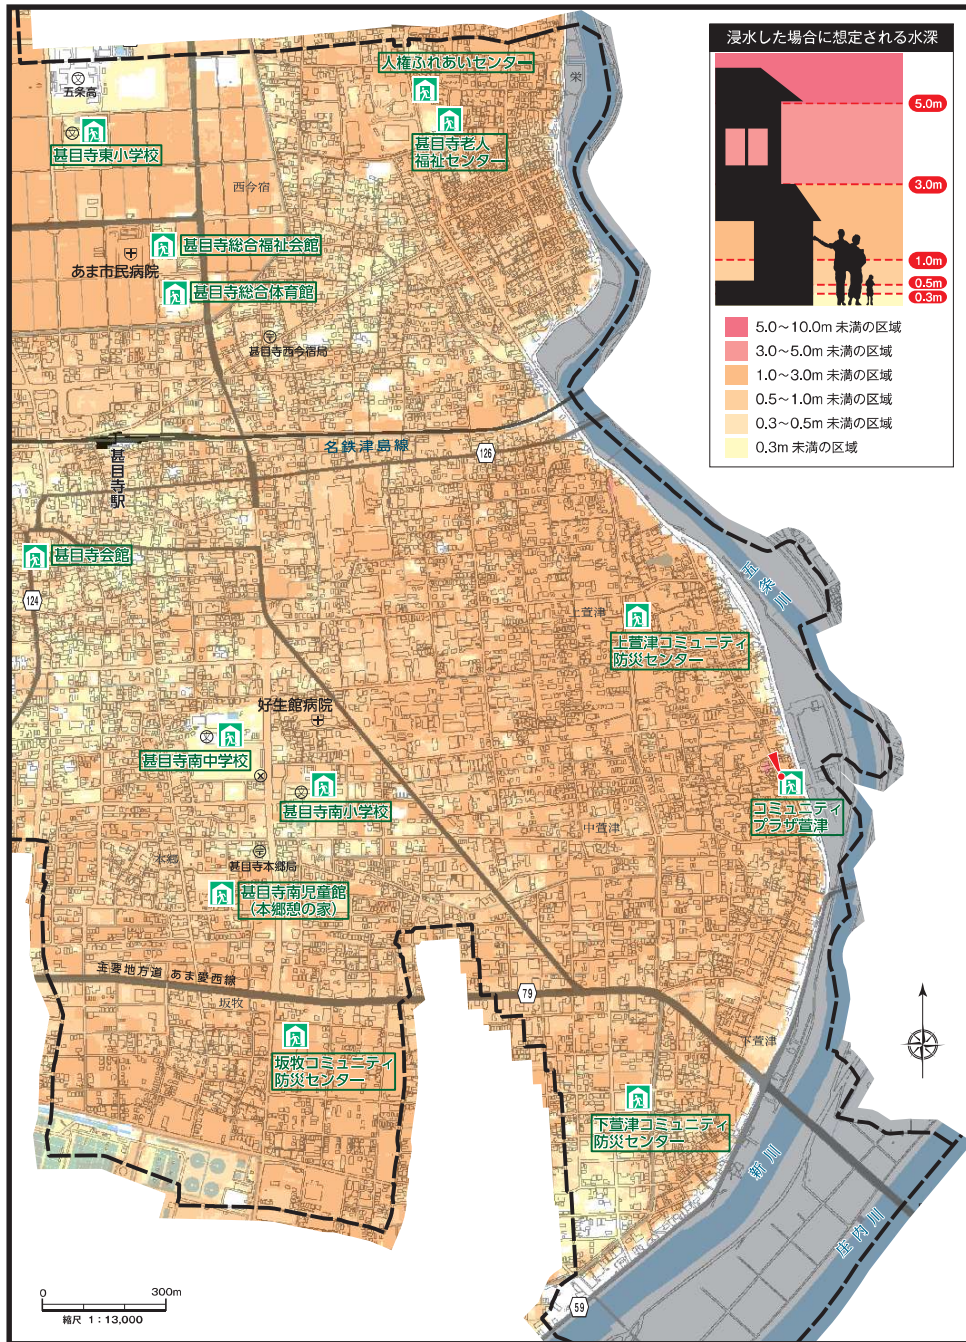 浸水した場合に想定される水深
5.0m
3.0m
1.0m
0.5m
0.3m
5.0～10.0m 未満の区域
3.0～5.0m 未満の区域
1.0～3.0m 未満の区域
0.5～1.0m 未満の区域
0.3～0.5m 未満の区域
0.3m 未満の区域
人権ふれあいセンター
栄
五条高
甚目寺東小学校
甚目寺老人
福祉センター
西今宿
甚目寺総合福祉会館
あま市民病院
甚目寺総合体育館
甚目寺西今宿局
名鉄津島線
126
甚目寺駅
甚目寺会館
124
五条川
上萱津
上萱津コミュニティ
防災センター
好生館病院
甚目寺南中学校
甚目寺南小学校
コミュニティ
プラザ萱津
中萱津
本郷
甚目寺本郷局
甚目寺南児童館
（本郷憩の家）
主要地方道 あま愛西線
坂牧
79
坂牧コミュニティ
防災センター
下萱津
下萱津コミュニティ
防災センター
新川
庄内川
59
0
300m
縮尺 1：13,000